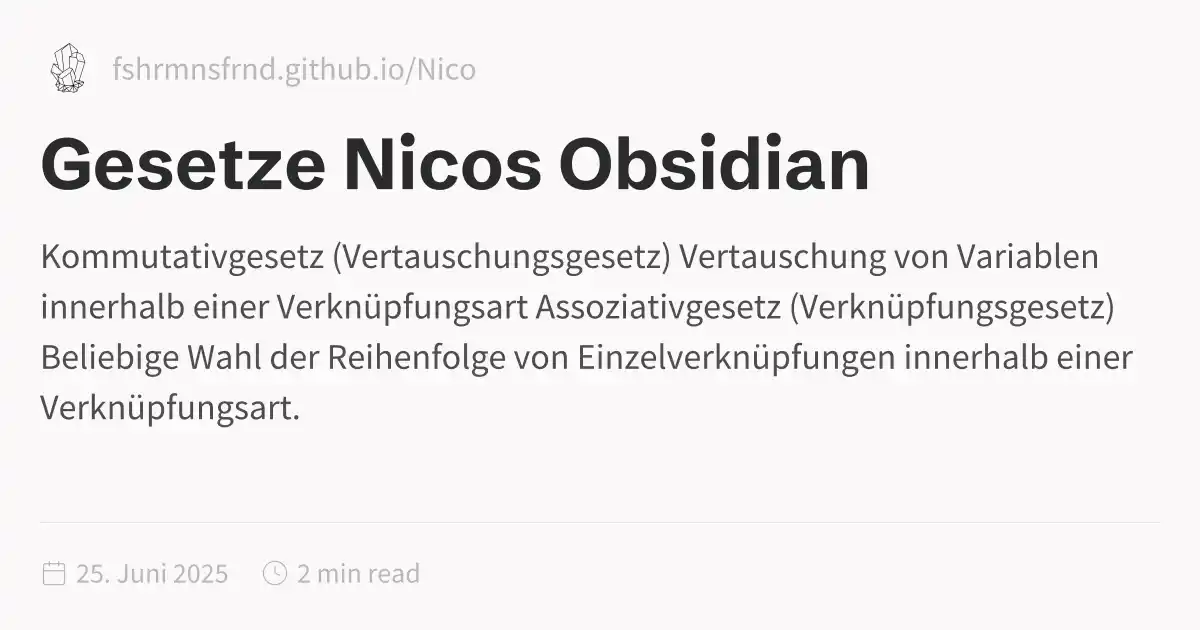 fshrmnsfrnd.github.io/Nico
Gesetze Nicos Obsidian
Kommutativgesetz (Vertauschungsgesetz) Vertauschung von Variablen
innerhalb einer Verknüpfungsart Assoziativgesetz (Verknüpfungsgesetz)
Beliebige Wahl der Reihenfolge von Einzelverknüpfungen innerhalb einer
Verknüpfungsart.
25. Juni 2025 2 min read